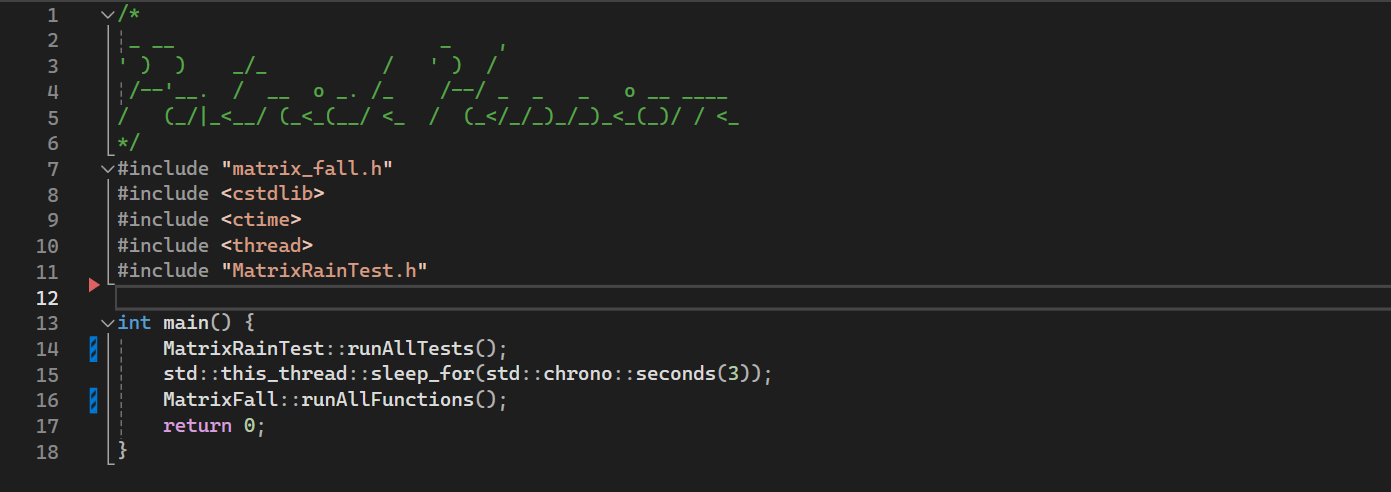 1 /*
2  _ __                       _    ,
3 ' )  )    _/_          /   ' )  /
4  /--'__.  /  __  o _. /_    /--/ _  _   _   o __ ____
5 /   (_/|_<__/ (_<_(__/ <_  /  (_</_/_)_/_)_<_(_)/ / <_
6 */
7 #include "matrix_fall.h"
8 #include <cstdlib>
9 #include <ctime>
10 #include <thread>
11 #include "MatrixRainTest.h"
12
13 int main() {
14     MatrixRainTest::runAllTests();
15     std::this_thread::sleep_for(std::chrono::seconds(3));
16     MatrixFall::runAllFunctions();
17     return 0;
18 }